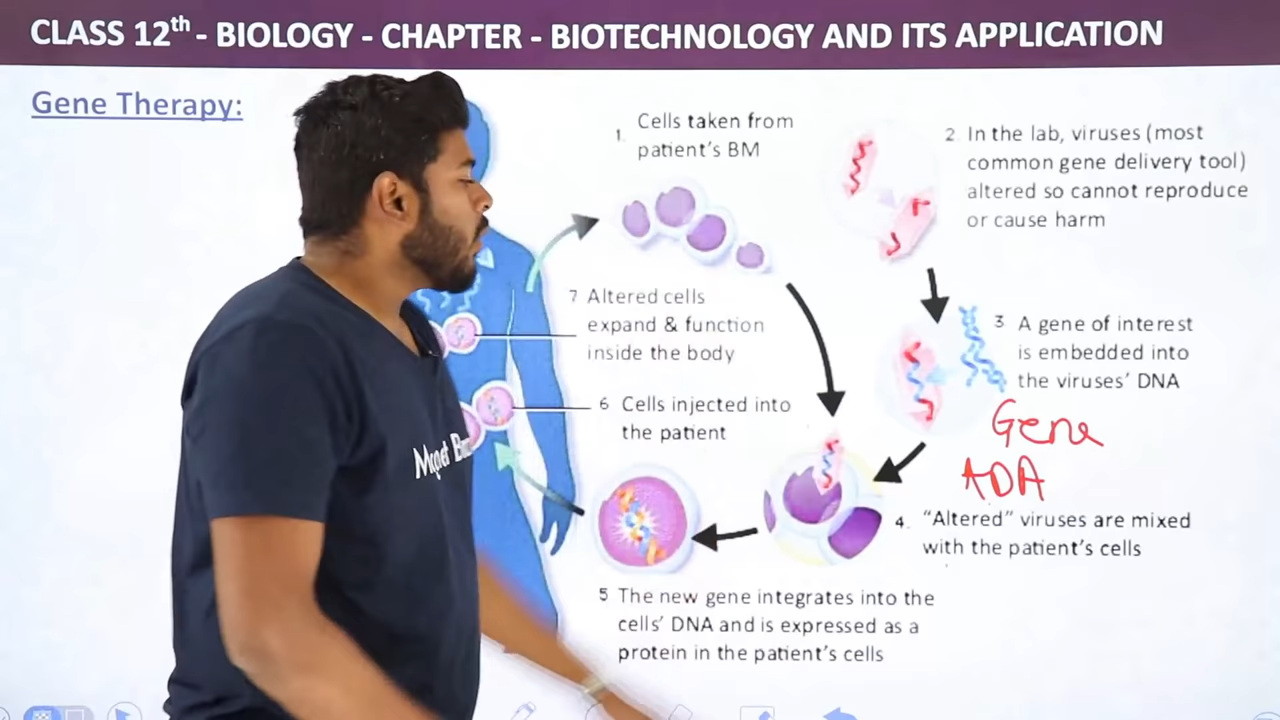 CLASS 12th - BIOLOGY - CHAPTER - BIOTECHNOLOGY AND ITS APPLICATION
Gene Therapy:
1. Cells taken from
patient's BM
2 In the lab, viruses (most
common gene delivery tool)
altered so cannot reproduce
or cause harm
3 A gene of interest
is embedded into
the viruses' DNA
Gene
ADA
4. "Altered" viruses are mixed
with the patient's cells
5 The new gene integrates into the
cells' DNA and is expressed as a
protein in the patient's cells
6 Cells injected into
the patient
7 Altered cells
expand & function
inside the body